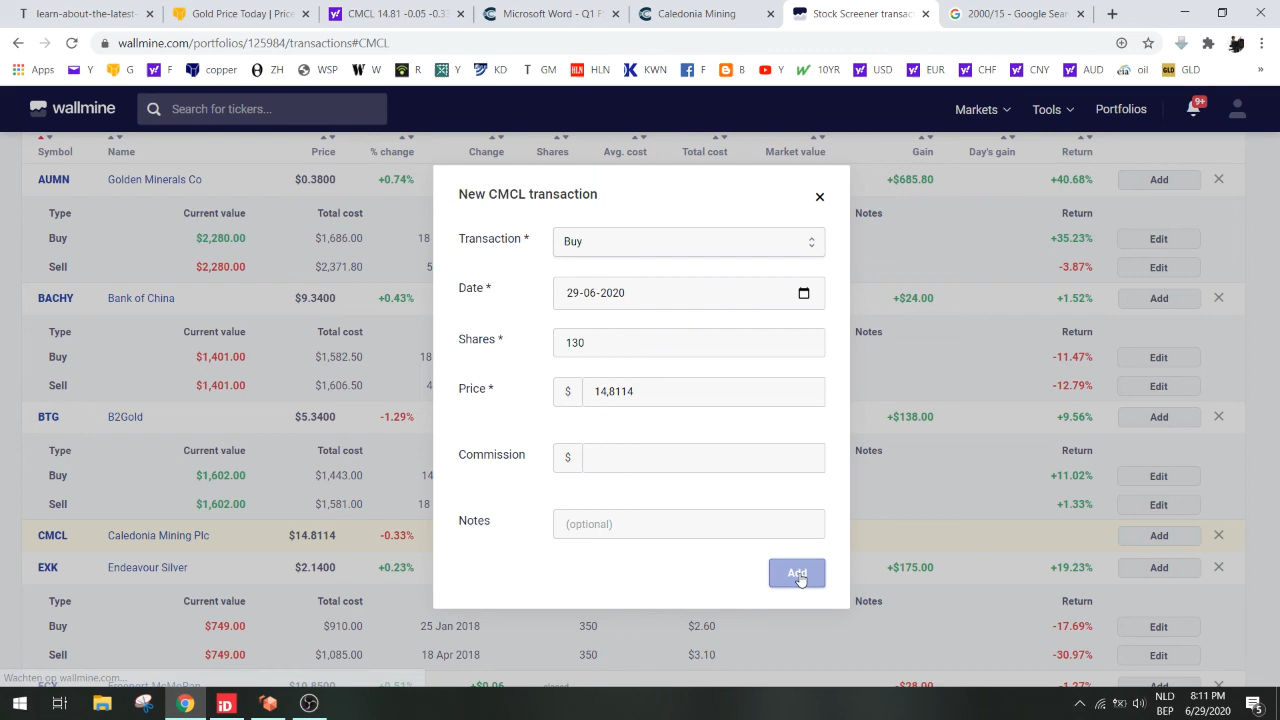 learn-about-the-latest-
Gold Price Today | Price
CMCL 14.81 -0.05 -0.33
Microsoft Word - Q1 F
Caledonia Mining
Stock Screener transac
2000/15 - Google Sear
wallmine.com/portfolios/125984/transactions#CMCL
Apps Y G F copper ZH WSP W R Y KD GM HLN KWN F B Y 10YR USD EUR CHF CNY AUD oil GLD »
wallmine Search for tickers... Markets Tools Portfolios 9+
Symbol Name Price % change Change Shares Avg. cost Total cost Market value Gain Day's gain Return
AUMN Golden Minerals Co $0.3800 +0.74% +$685.80 +40.68% Add
Type Current value Total cost Notes Return
Buy $2,280.00 $1,686.00 18 +35.23% Edit
Sell $2,280.00 $2,371.80 5 -3.87% Edit
BACHY Bank of China $9.3400 +0.43% +$24.00 +1.52% Add
Type Current value Total cost Notes Return
Buy $1,401.00 $1,582.50 18 -11.47% Edit
Sell $1,401.00 $1,606.50 4 -12.79% Edit
BTG B2Gold $5.3400 -1.29% +$138.00 +9.56% Add
Type Current value Total cost Notes Return
Buy $1,602.00 $1,443.00 14 +11.02% Edit
Sell $1,602.00 $1,581.00 18 +1.33% Edit
CMCL Caledonia Mining Plc $14.8114 -0.33% Add
EXK Endeavour Silver $2.1400 +0.23% +$175.00 +19.23% Add
Type Current value Total cost Notes Return
Buy $749.00 $910.00 25 Jan 2018 350 $2.60 -17.69% Edit
Sell $749.00 $1,085.00 18 Apr 2018 350 $3.10 -30.97% Edit
New CMCL transaction
Transaction * Buy
Date * 29-06-2020
Shares * 130
Price * $ 14,8114
Commission $
Notes (optional)
Add
Wachten op wallmine.com...
NLD 8:11 PM
BEP 6/29/2020 5